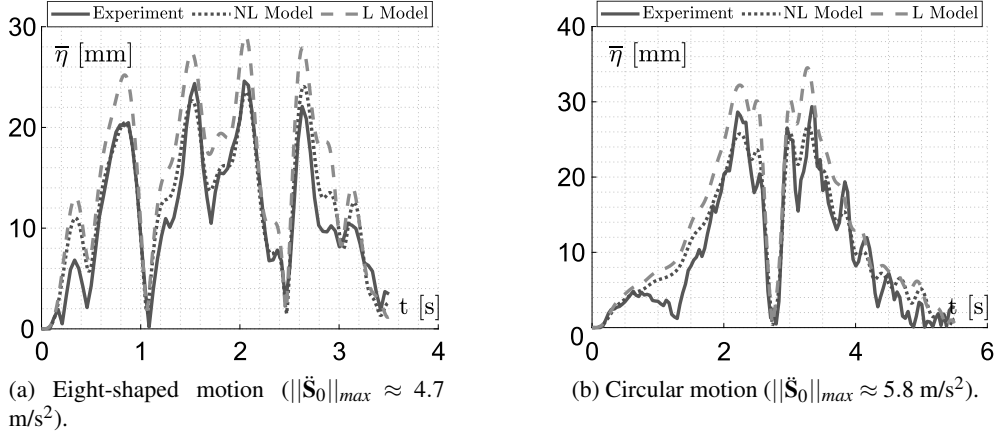 Experiment NL Model L Model
30
η̅ [mm]
20
10
0
t [s]
0 1 2 3 4
(a) Eight-shaped motion (||S̈₀||max ≈ 4.7
m/s²).
Experiment NL Model L Model
40
η̅ [mm]
30
20
10
0
t [s]
0 2 4 6
(b) Circular motion (||S̈₀||max ≈ 5.8 m/s²).